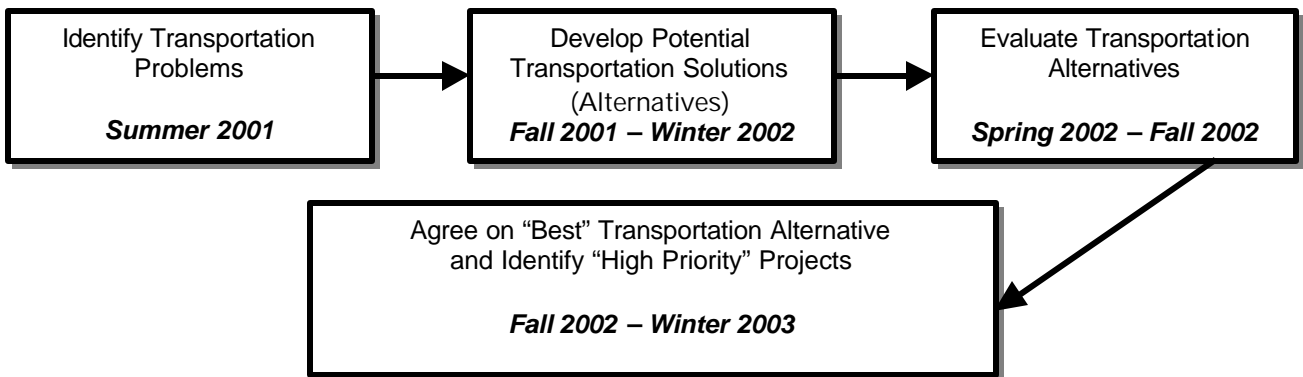 Identify Transportation
Problems
Summer 2001
Develop Potential
Transportation Solutions
(Alternatives)
Fall 2001 – Winter 2002
Evaluate Transportation
Alternatives
Spring 2002 – Fall 2002
Agree on “Best” Transportation Alternative
and Identify “High Priority” Projects
Fall 2002 – Winter 2003